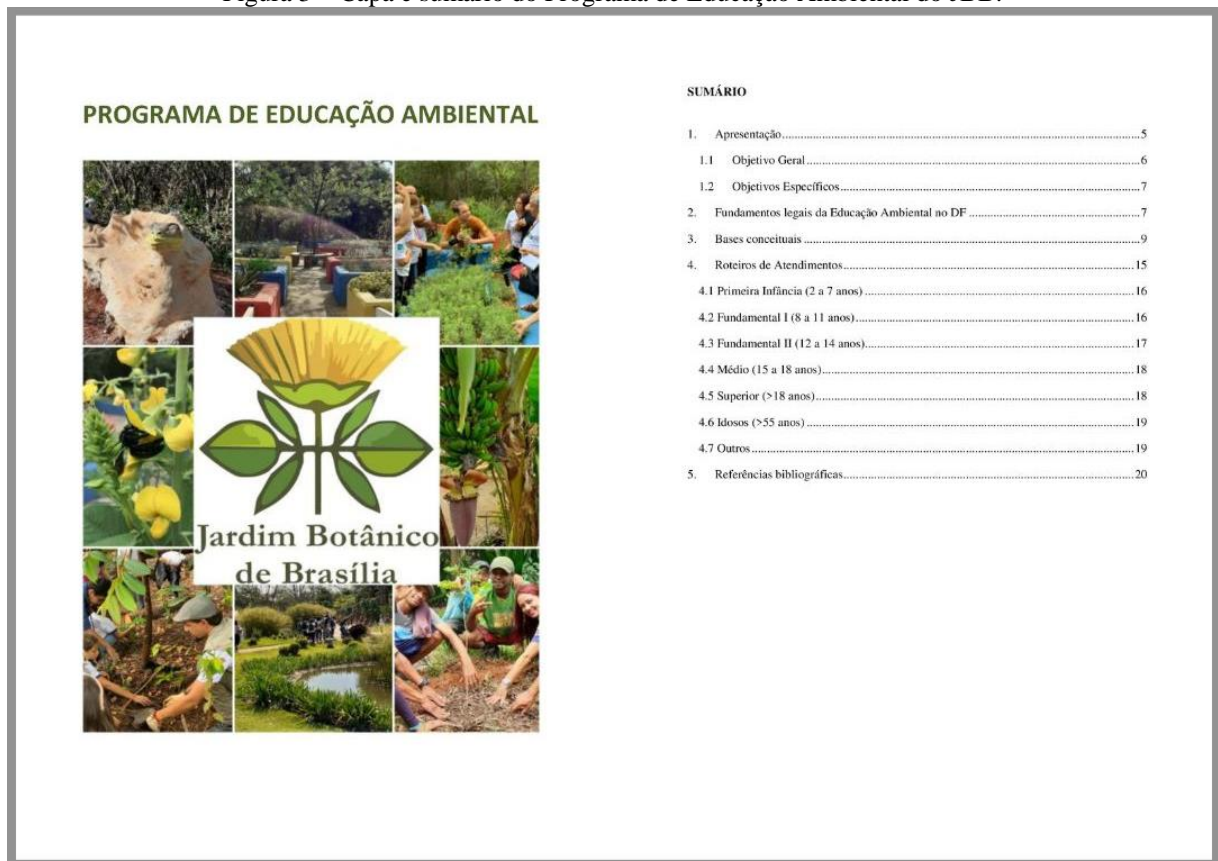 PROGRAMA DE EDUCAÇÃO AMBIENTAL
Jardim Botânico
de Brasília
SUMÁRIO
1. Apresentação 5
1.1 Objetivo Geral 6
1.2 Objetivos Específicos 7
2. Fundamentos legais da Educação Ambiental no DF 7
3. Bases conceituais 9
4. Roteiros de Atendimentos 15
4.1 Primeira Infância (2 a 7 anos) 16
4.2 Fundamental I (8 a 11 anos) 16
4.3 Fundamental II (12 a 14 anos) 17
4.4 Médio (15 a 18 anos) 18
4.5 Superior (>18 anos) 18
4.6 Idosos (>55 anos) 19
4.7 Outros 19
5. Referências bibliográficas 20